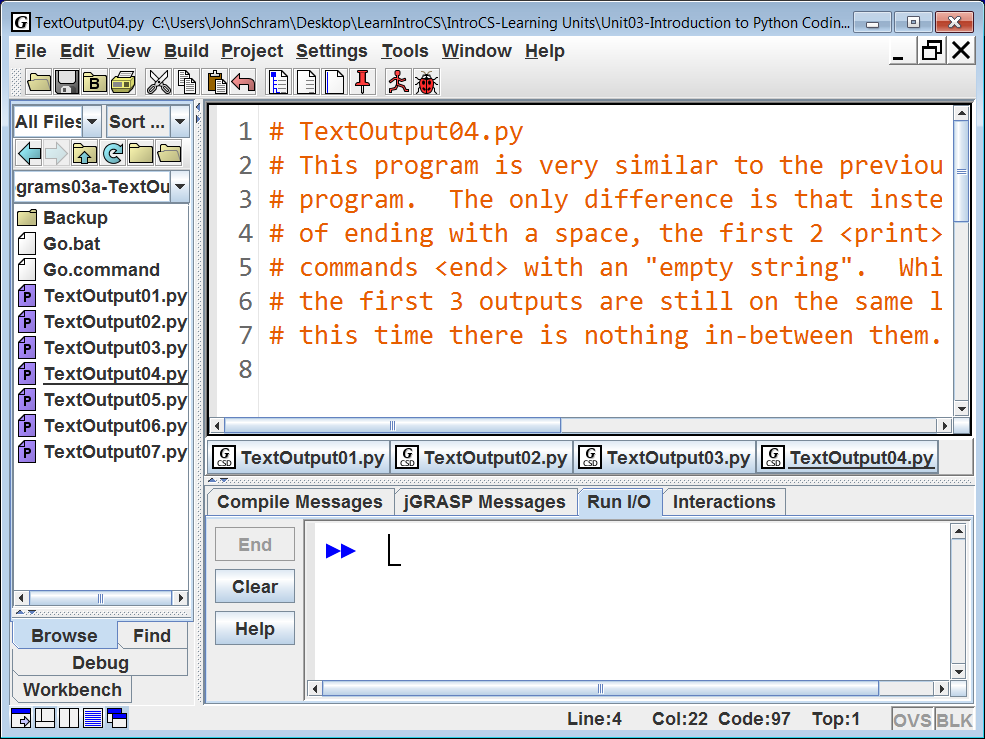 TextOutput04.py C:\Users\JohnSchram\Desktop\LearnIntroCS\IntroCS-Learning Units\Unit03-Introduction to Python Codin...
File Edit View Build Project Settings Tools Window Help
B
All Files
Sort ...
grams03a-TextOu
Backup
Go.bat
Go.command
P TextOutput01.py
P TextOutput02.py
P TextOutput03.py
P TextOutput04.py
P TextOutput05.py
P TextOutput06.py
P TextOutput07.py
Browse Find
Debug
Workbench
1 # TextOutput04.py
2 # This program is very similar to the previou
3 # program.  The only difference is that inste
4 # of ending with a space, the first 2 <print>
5 # commands <end> with an "empty string".  Whi
6 # the first 3 outputs are still on the same l
7 # this time there is nothing in-between them.
8
G CSD TextOutput01.py G CSD TextOutput02.py G CSD TextOutput03.py G CSD TextOutput04.py
Compile Messages jGRASP Messages Run I/O Interactions
End
Clear
Help
Line:4 Col:22 Code:97 Top:1 OVS BLK